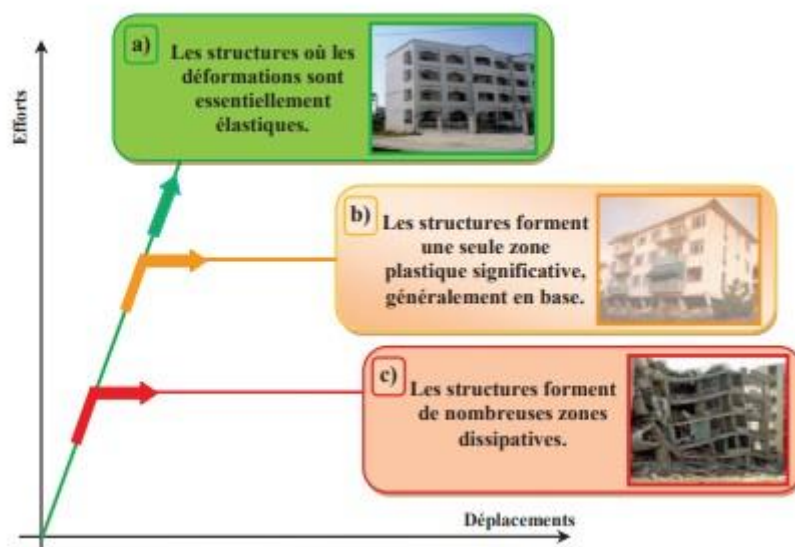 a)
Les structures où les
déformations sont
essentiellement
élastiques.
Efforts
b)
Les structures forment
une seule zone
plastique significative,
généralement en base.
c)
Les structures forment
de nombreuses zones
dissipatives.
Déplacements